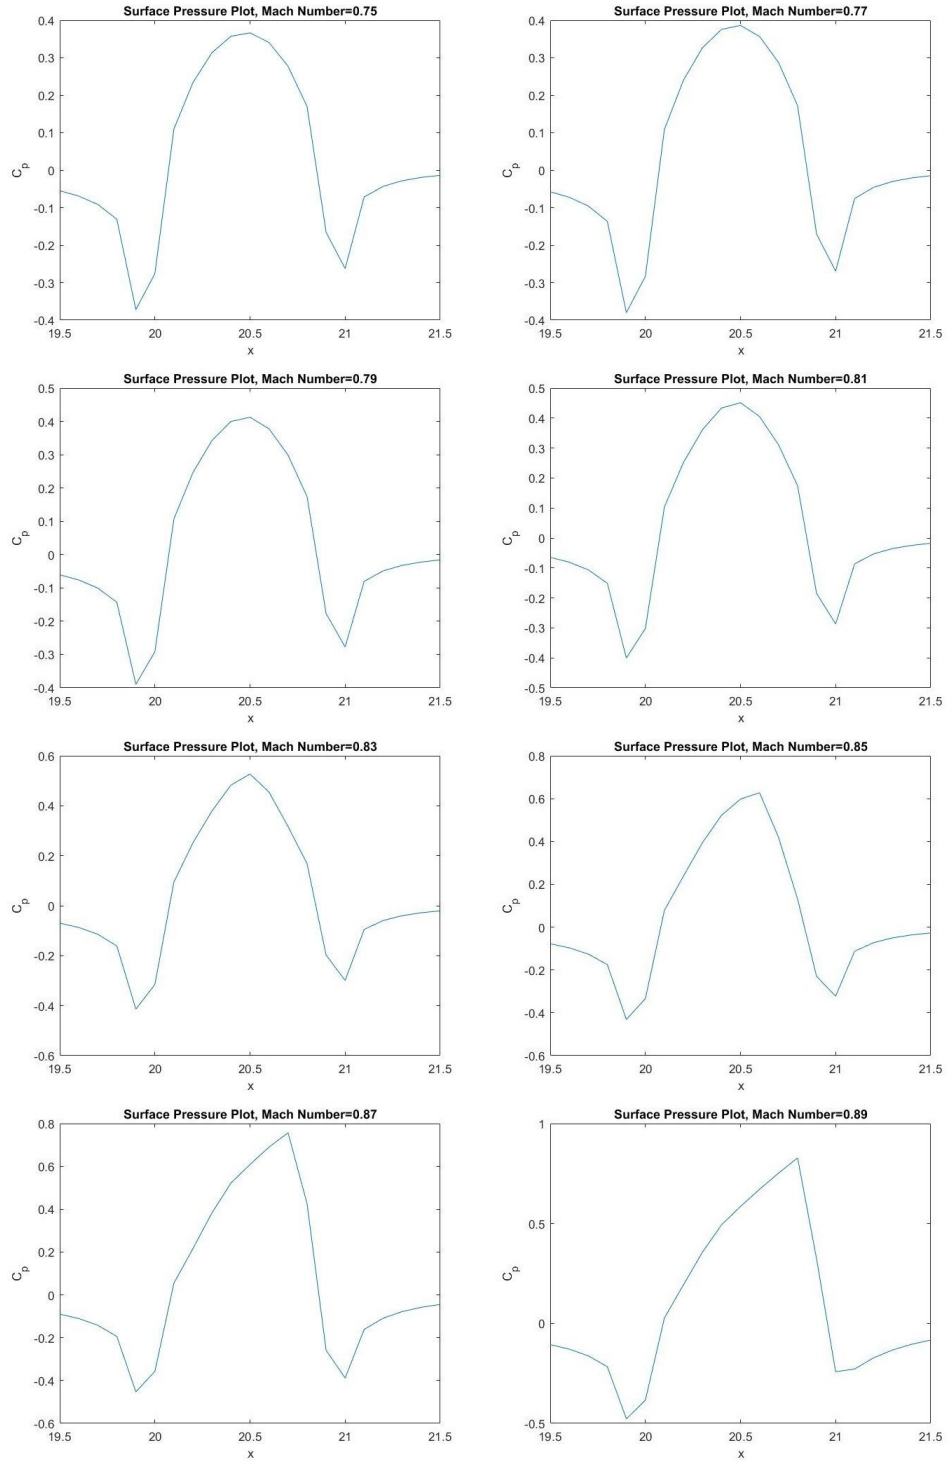 Surface Pressure Plot, Mach Number=0.75
0.4
0.3
0.2
0.1
0
-0.1
-0.2
-0.3
-0.4
Cp
19.5 20 20.5 21 21.5
x
Surface Pressure Plot, Mach Number=0.77
0.4
0.3
0.2
0.1
0
-0.1
-0.2
-0.3
-0.4
Cp
19.5 20 20.5 21 21.5
x
Surface Pressure Plot, Mach Number=0.79
0.5
0.4
0.3
0.2
0.1
0
-0.1
-0.2
-0.3
-0.4
Cp
19.5 20 20.5 21 21.5
x
Surface Pressure Plot, Mach Number=0.81
0.5
0.4
0.3
0.2
0.1
0
-0.1
-0.2
-0.3
-0.4
-0.5
Cp
19.5 20 20.5 21 21.5
x
Surface Pressure Plot, Mach Number=0.83
0.6
0.4
0.2
0
-0.2
-0.4
-0.6
Cp
19.5 20 20.5 21 21.5
x
Surface Pressure Plot, Mach Number=0.85
0.8
0.6
0.4
0.2
0
-0.2
-0.4
-0.6
Cp
19.5 20 20.5 21 21.5
x
Surface Pressure Plot, Mach Number=0.87
0.8
0.6
0.4
0.2
0
-0.2
-0.4
-0.6
Cp
19.5 20 20.5 21 21.5
x
Surface Pressure Plot, Mach Number=0.89
1
0.5
0
-0.5
Cp
19.5 20 20.5 21 21.5
x